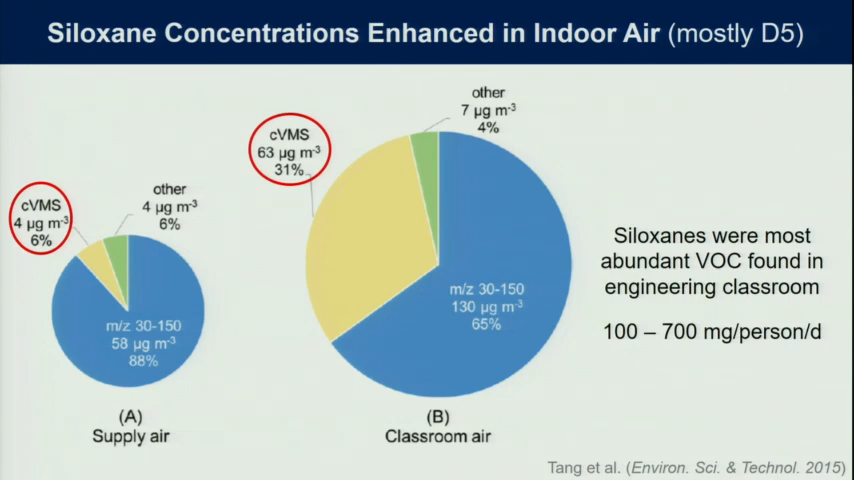 Siloxane Concentrations Enhanced in Indoor Air (mostly D5)
cVMS
4 µg m-3
6%
other
4 µg m-3
6%
m/z 30-150
58 µg m-3
88%
(A)
Supply air
cVMS
63 µg m-3
31%
other
7 µg m-3
4%
m/z 30-150
130 µg m-3
65%
(B)
Classroom air
Siloxanes were most
abundant VOC found in
engineering classroom
100 – 700 mg/person/d
Tang et al. (Environ. Sci. & Technol. 2015)